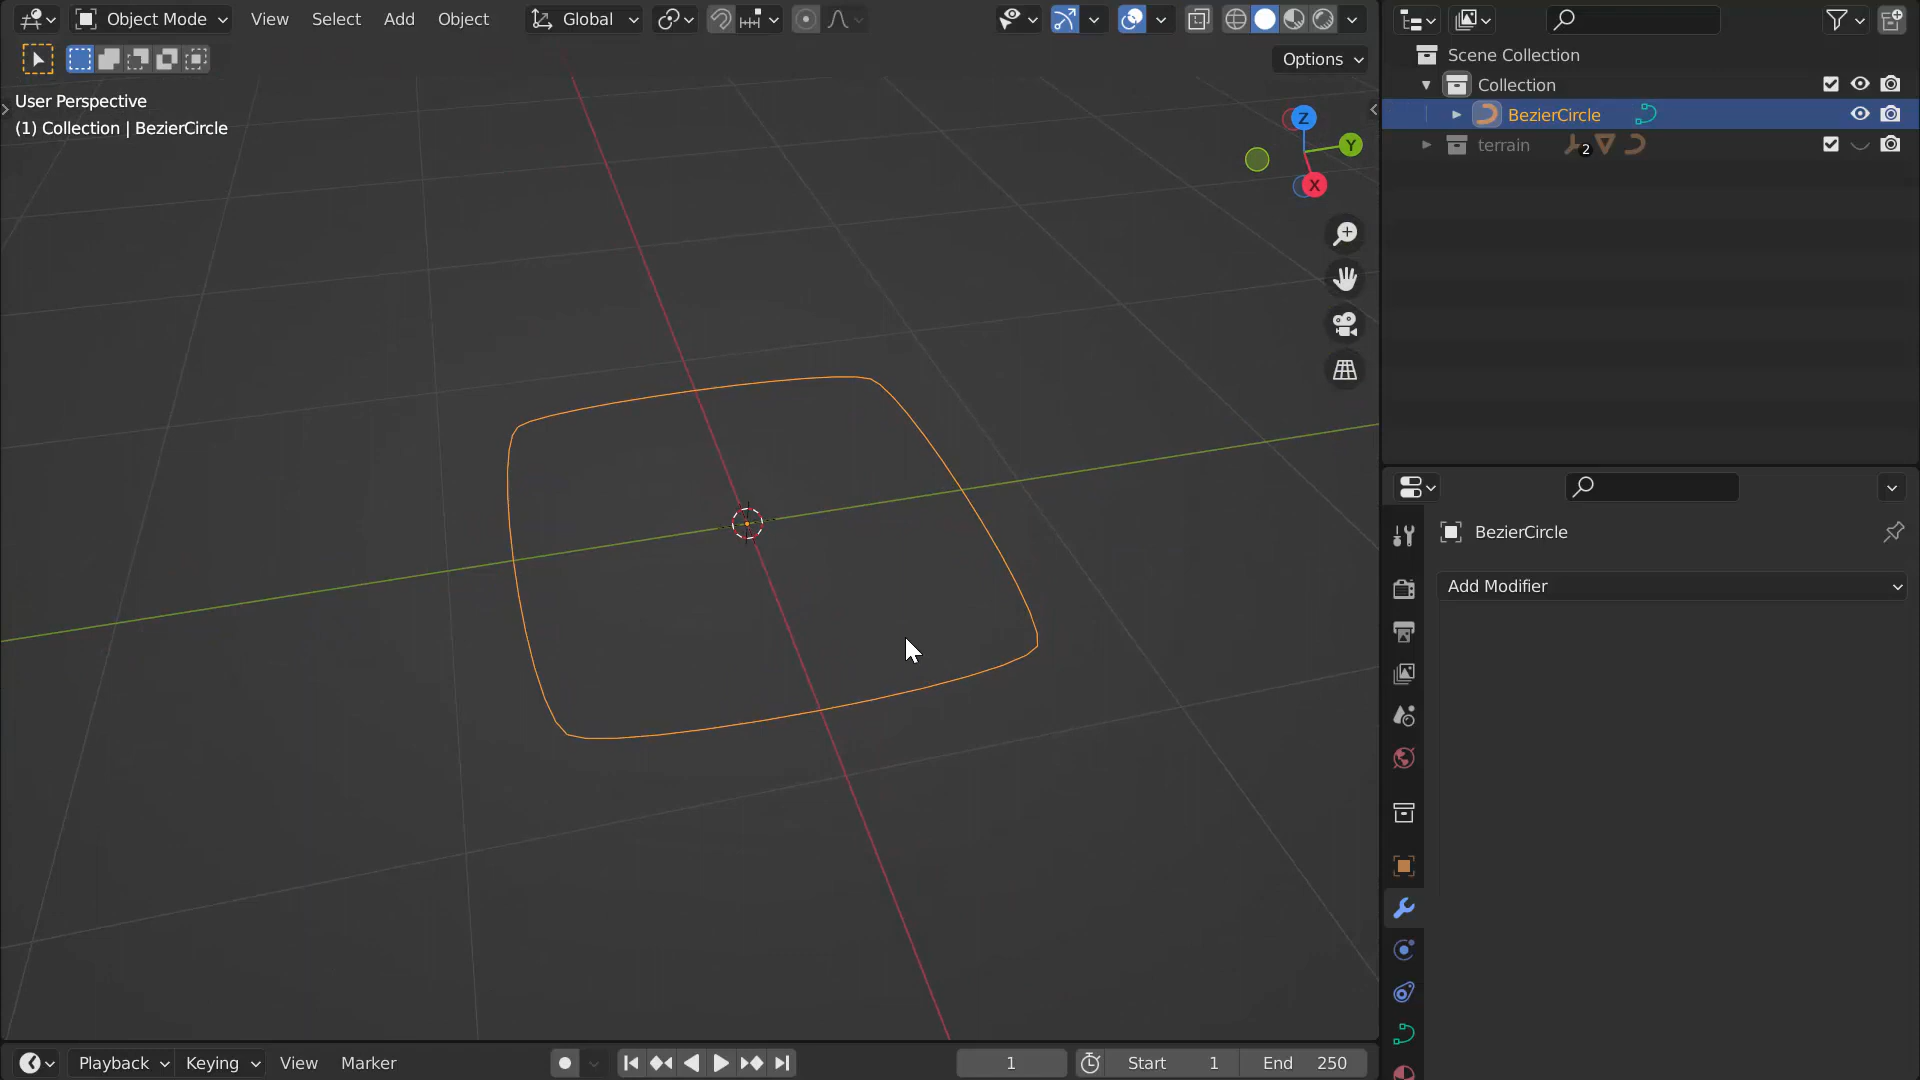 Object Mode View Select Add Object Global
Options
User Perspective
(1) Collection | BezierCircle
Z
Y
X
Scene Collection
Collection
BezierCircle
terrain 2
BezierCircle
Add Modifier
Playback Keying View Marker 1 Start 1 End 250